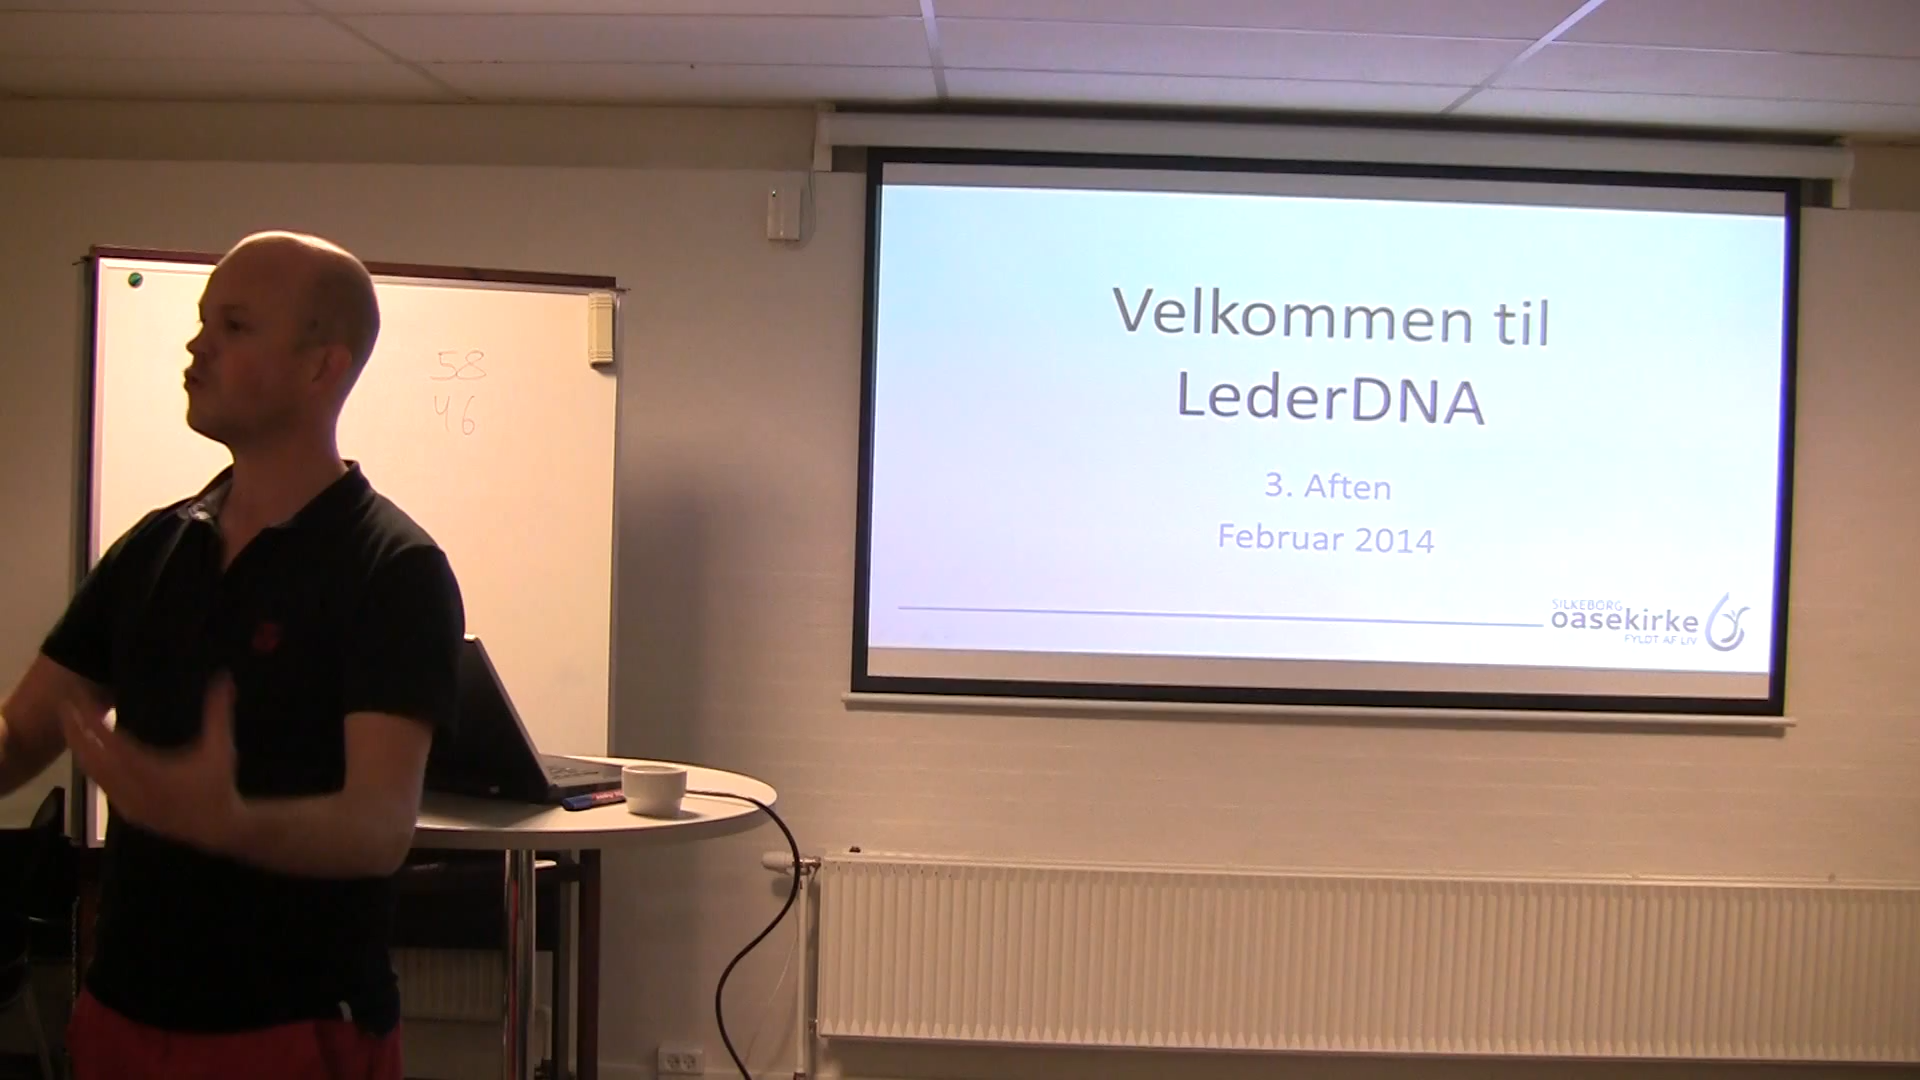 58
46
Velkommen til
LederDNA
3. Aften
Februar 2014
SILKEBORG
oasekirke
FYLDT AF LIV